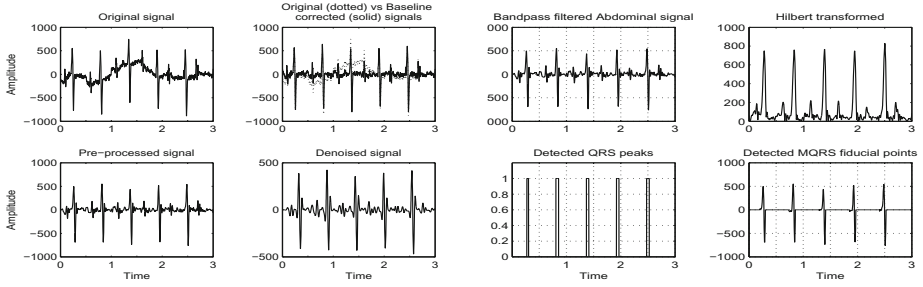 Original signal
1000
500
0
−500
−1000
Amplitude
0 1 2 3
Original (dotted) vs Baseline
corrected (solid) signals
1000
500
0
−500
−1000
0 1 2 3
Bandpass filtered Abdominal signal
000
500
0
500
000
0 1 2 3
Hilbert transformed
000
800
600
400
200
0
0 1 2 3
Pre−processed signal
1000
500
0
−500
−1000
Amplitude
0 1 2 3
Time
Denoised signal
500
0
−500
0 1 2 3
Time
Detected QRS peaks
1
0.8
0.6
0.4
0.2
0
1 2 3
Time
Detected MQRS fiducial points
000
500
0
−500
−1000
1 2 3
Time